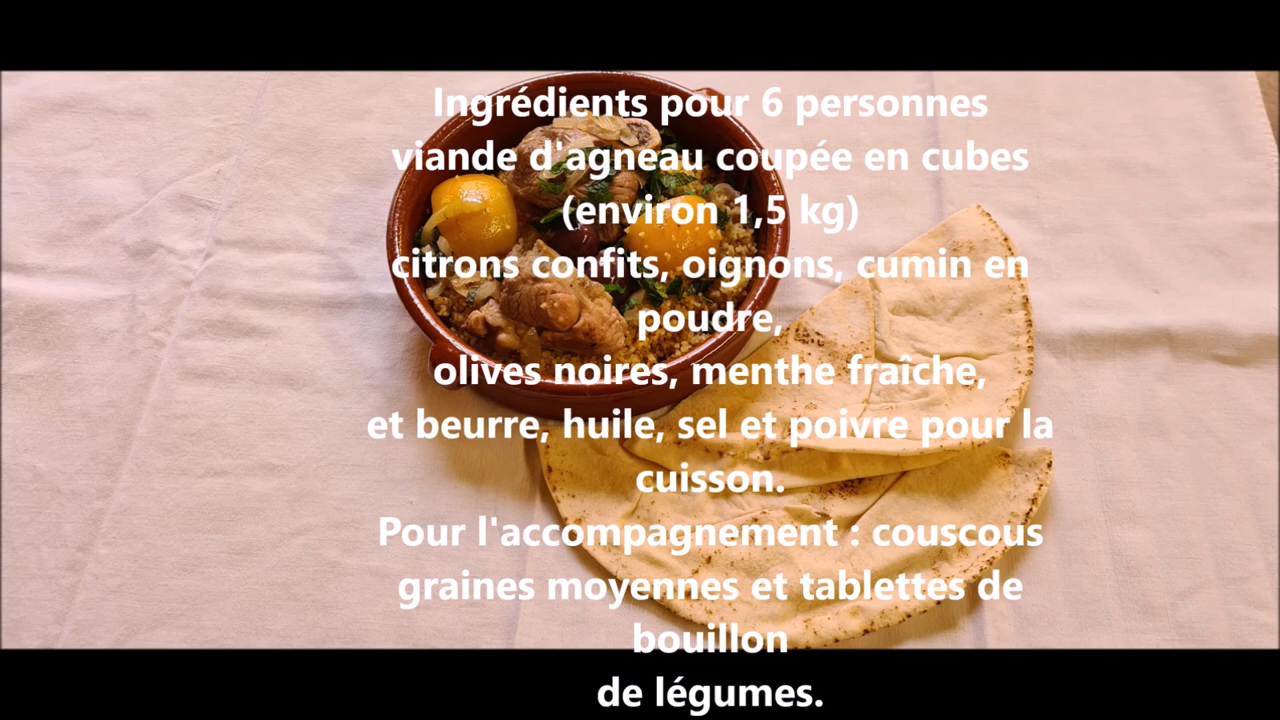 Ingrédients pour 6 personnes
viande d'agneau coupée en cubes
(environ 1,5 kg)
citrons confits, oignons, cumin en
poudre,
olives noires, menthe fraîche,
et beurre, huile, sel et poivre pour la
cuisson.
Pour l'accompagnement : couscous
graines moyennes et tablettes de
bouillon
de légumes.